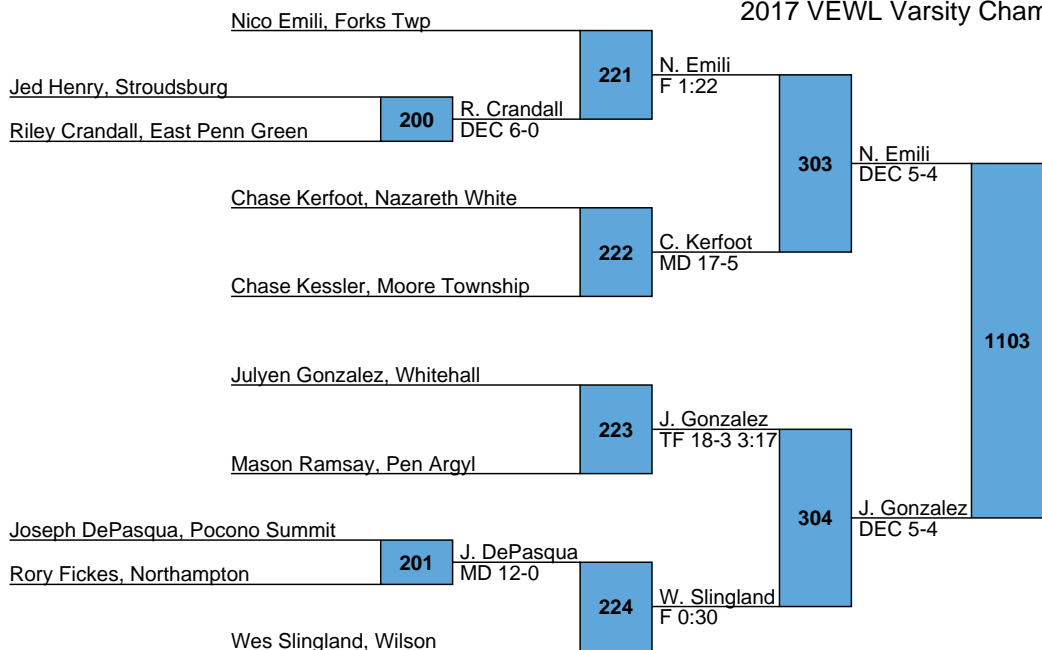 2017 VEWL Varsity Cham
Nico Emili, Forks Twp
221
N. Emili
F 1:22
Jed Henry, Stroudsburg
200
R. Crandall
DEC 6-0
Riley Crandall, East Penn Green
303
N. Emili
DEC 5-4
Chase Kerfoot, Nazareth White
222
C. Kerfoot
MD 17-5
Chase Kessler, Moore Township
1103
Julyen Gonzalez, Whitehall
223
J. Gonzalez
TF 18-3 3:17
Mason Ramsay, Pen Argyl
304
J. Gonzalez
DEC 5-4
Joseph DePasqua, Pocono Summit
201
J. DePasqua
MD 12-0
Rory Fickes, Northampton
224
W. Slingland
F 0:30
Wes Slingland, Wilson